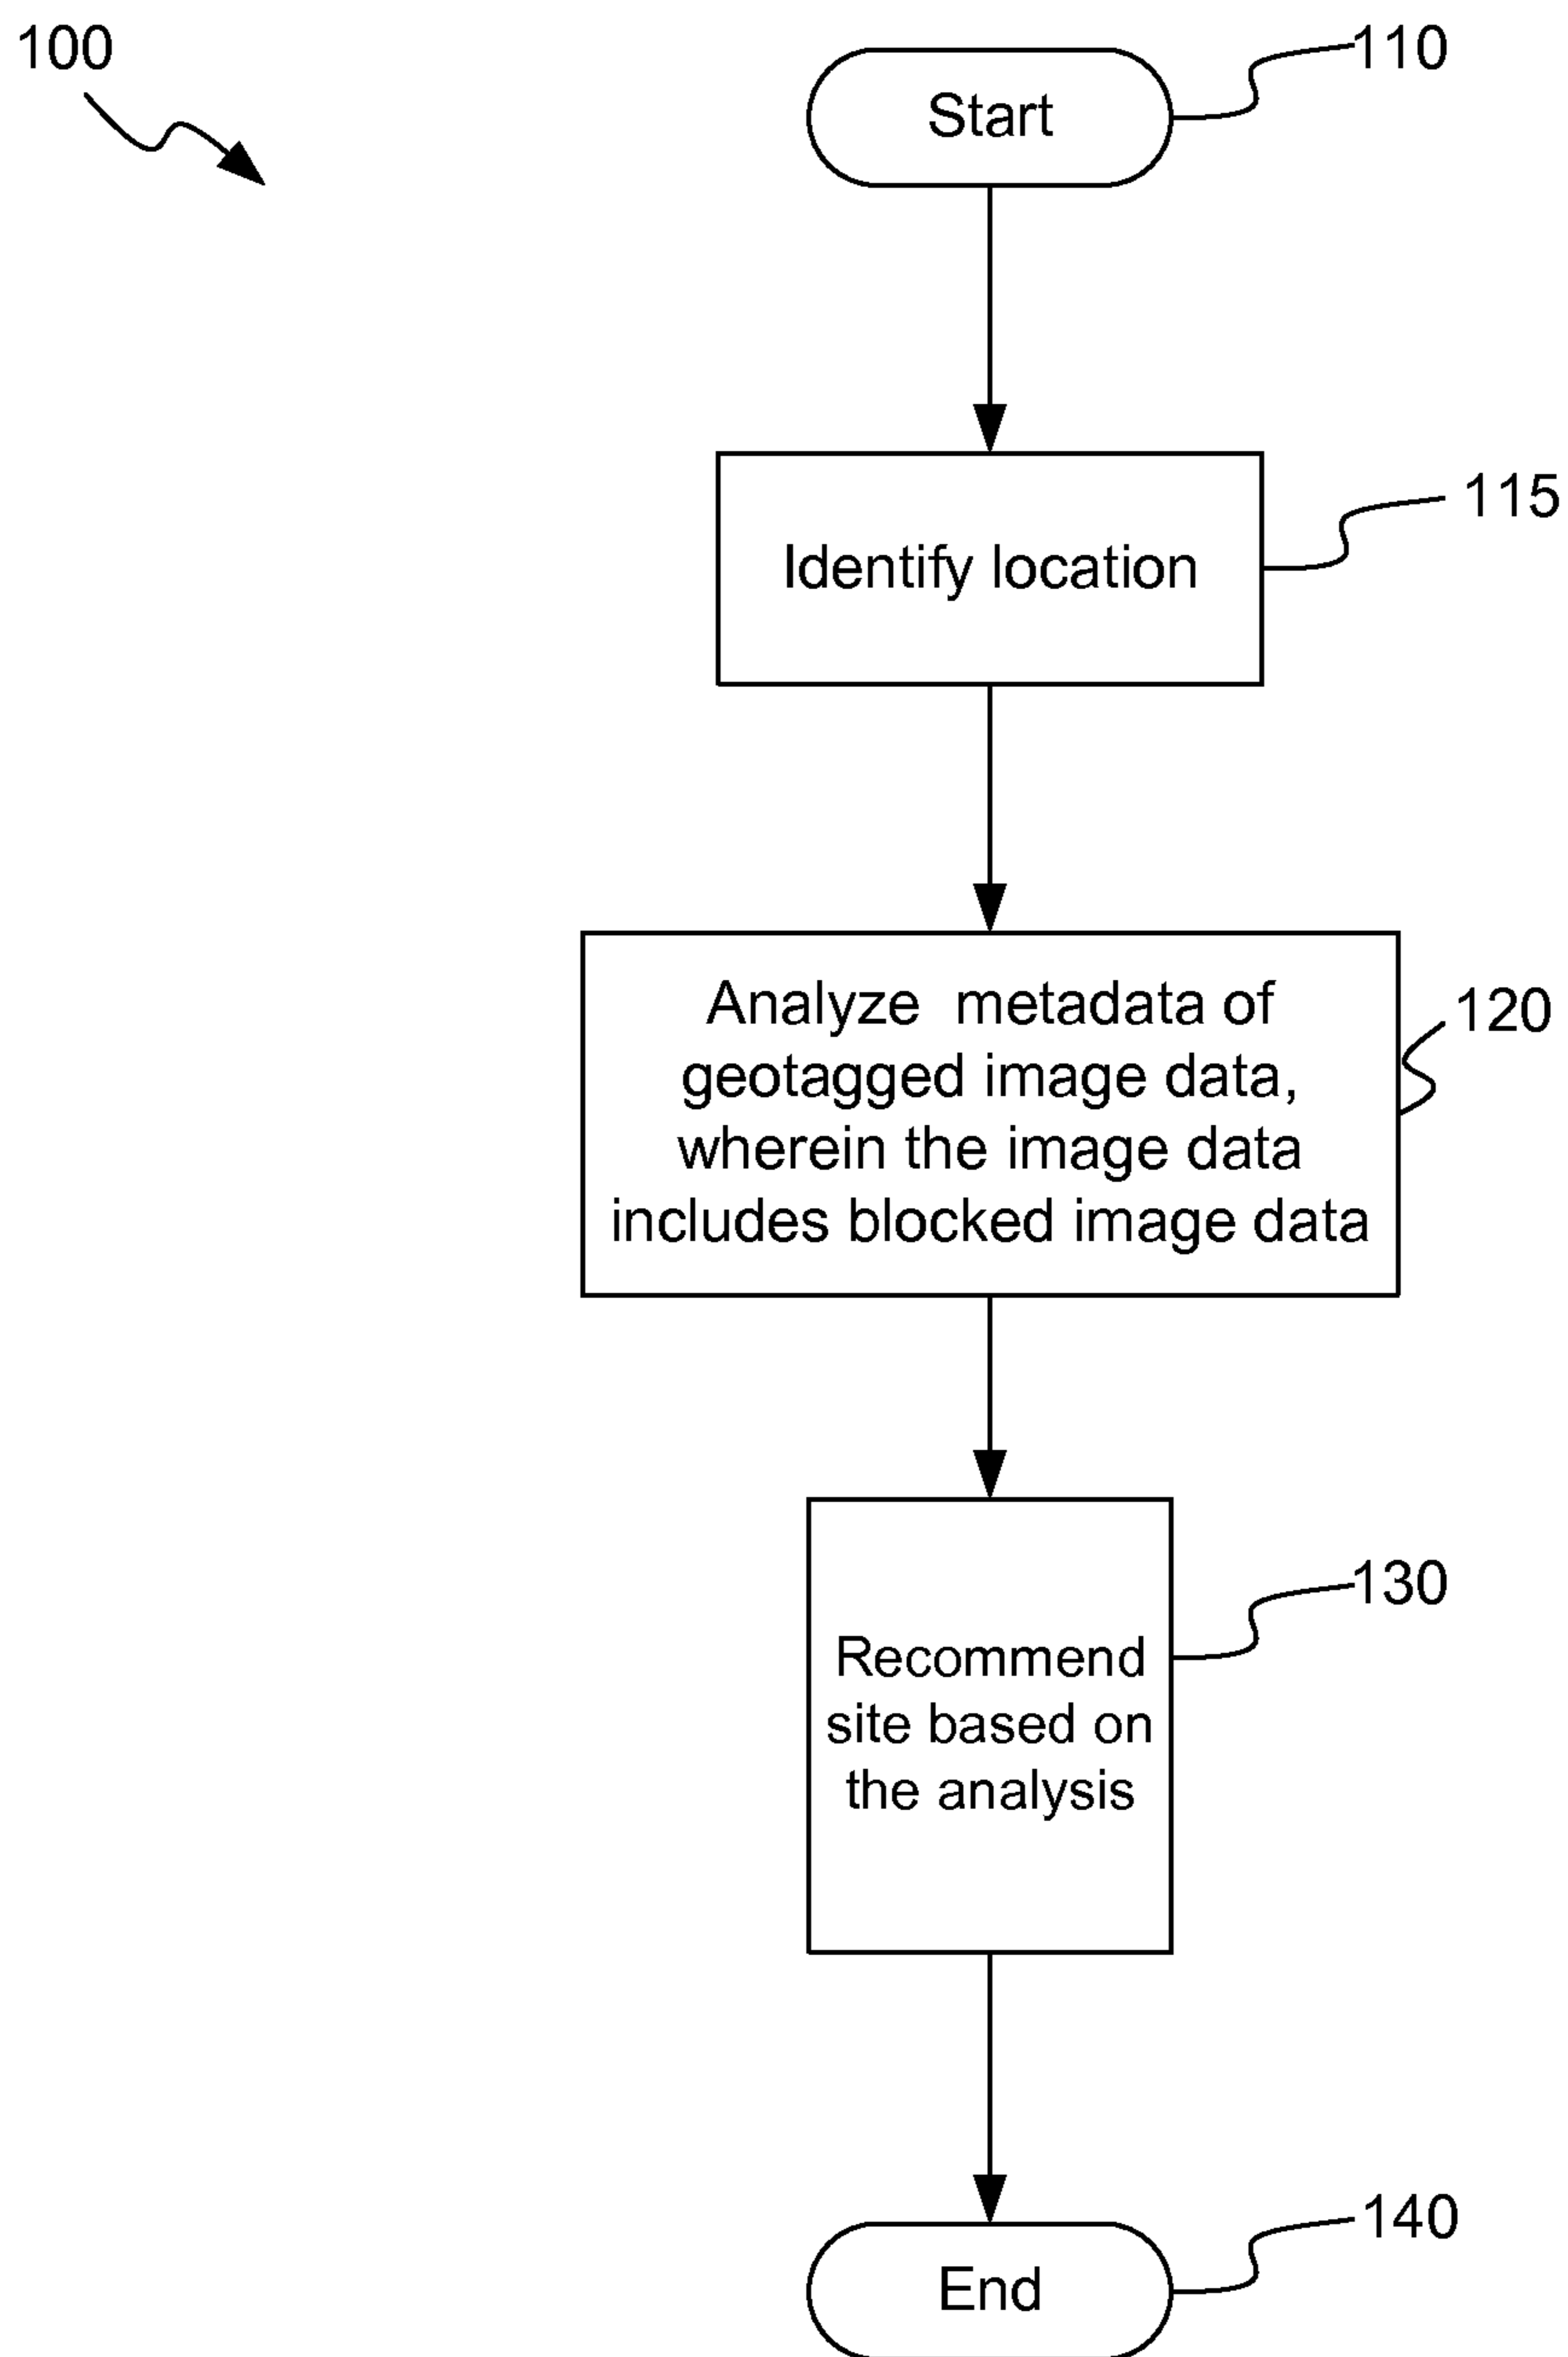 100
110
Start
115
Identify location
120
Analyze metadata of
geotagged image data,
wherein the image data
includes blocked image data
130
Recommend
site based on
the analysis
140
End